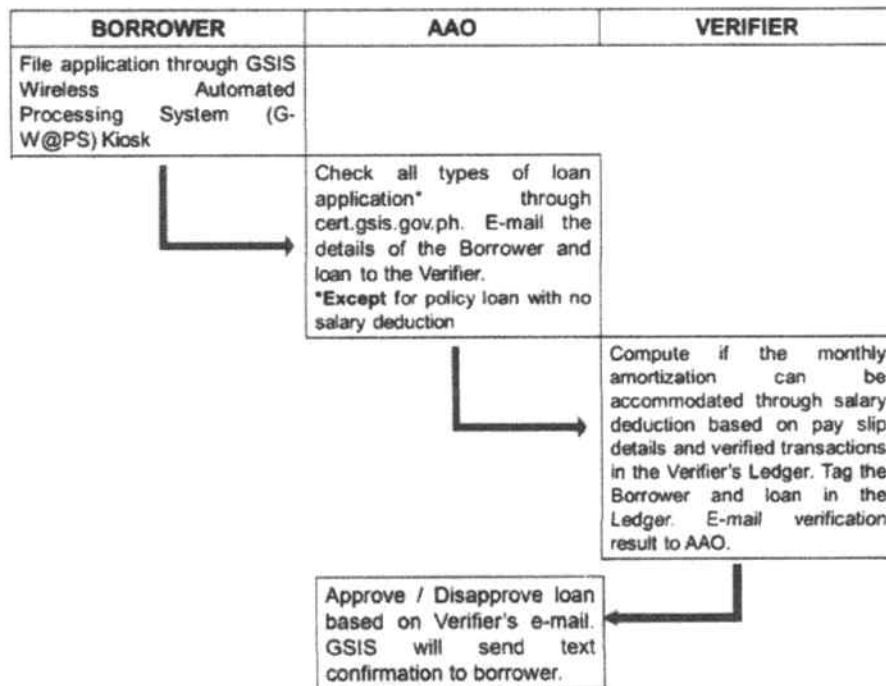 BORROWER
AAO
VERIFIER
File application through GSIS
Wireless Automated
Processing System (G-
W@PS) Kiosk
Check all types of loan
application* through
cert.gsis.gov.ph. E-mail the
details of the Borrower and
loan to the Verifier.
*Except for policy loan with no
salary deduction
Compute if the monthly
amortization can be
accommodated through salary
deduction based on pay slip
details and verified transactions
in the Verifier's Ledger. Tag the
Borrower and loan in the
Ledger. E-mail verification
result to AAO.
Approve / Disapprove loan
based on Verifier's e-mail.
GSIS will send text
confirmation to borrower.